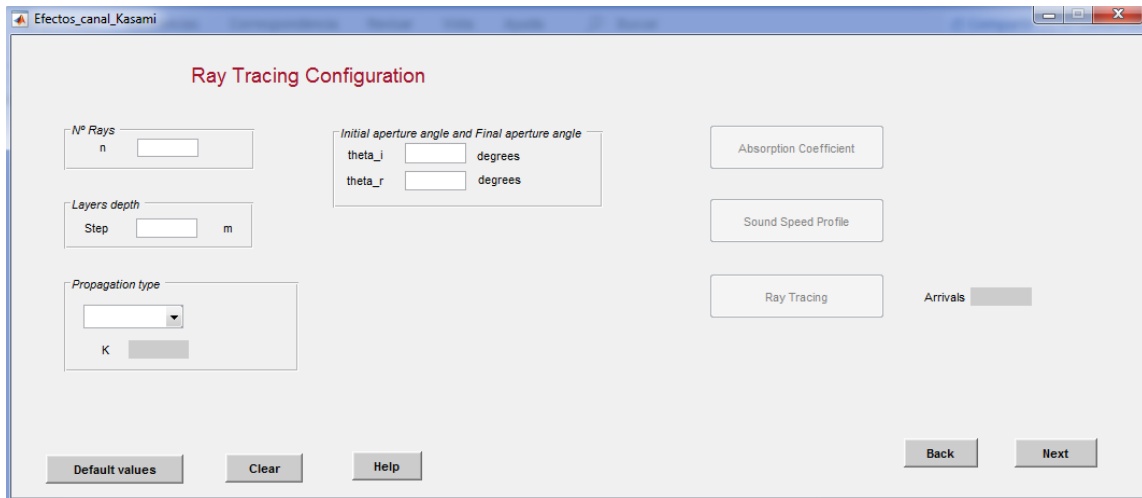 Efectos_canal_Kasami
Ray Tracing Configuration
Nº Rays
n
Initial aperture angle and Final aperture angle
theta_i degrees
theta_r degrees
Layers depth
Step m
Propagation type
K
Absorption Coefficient
Sound Speed Profile
Ray Tracing
Arrivals
Default values
Clear
Help
Back
Next